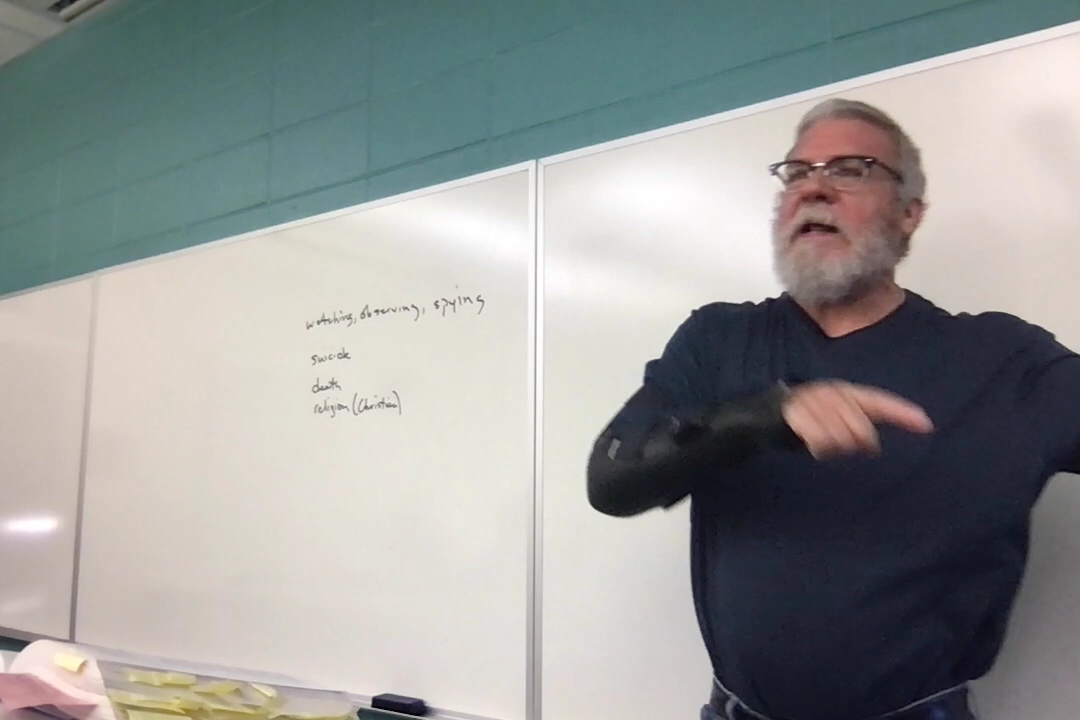 watching, observing, spying
suicide
death
religion (Christian)